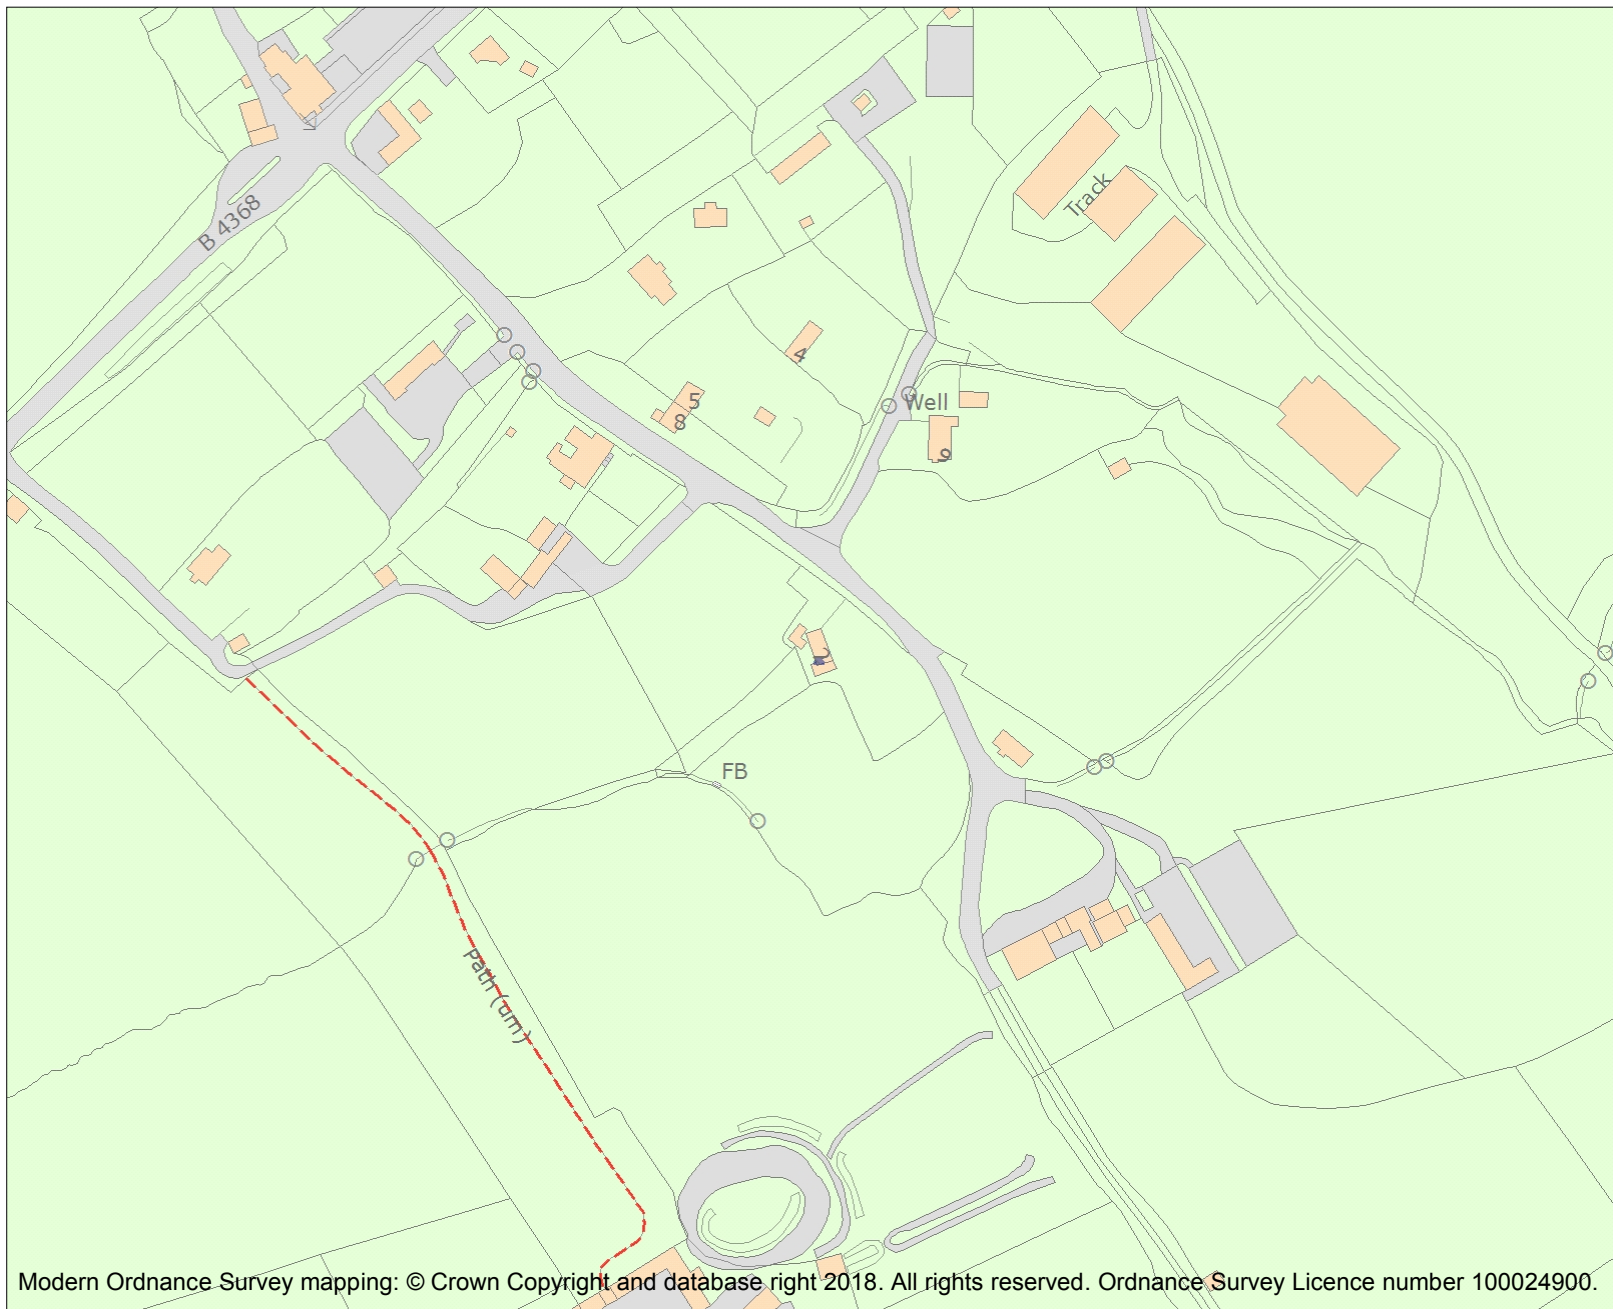 Track
B 4368
4
5
8
Well
9
2
FB
Path (um)
Modern Ordnance Survey mapping: © Crown Copyright and database right 2018. All rights reserved. Ordnance Survey Licence number 100024900.